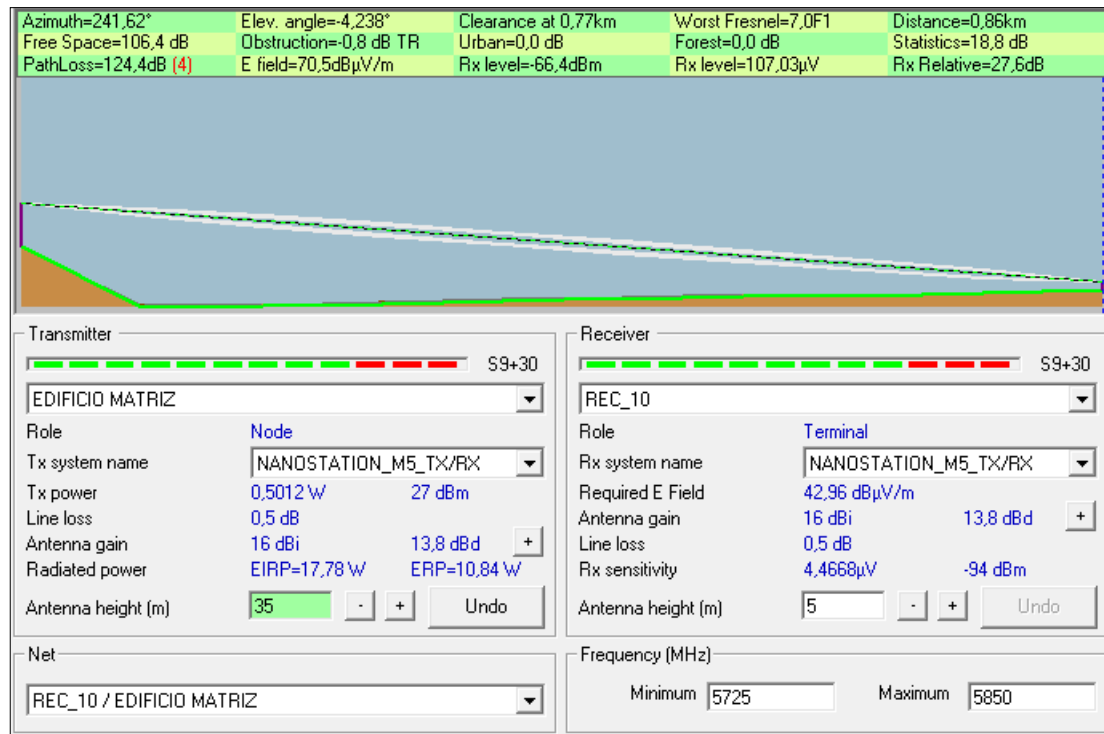 Azimuth=241,62° Elev. angle=-4,238° Clearance at 0,77km Worst Fresnel=7,0F1 Distance=0,86km
Free Space=106,4 dB Obstruction=-0,8 dB TR Urban=0,0 dB Forest=0,0 dB Statistics=18,8 dB
PathLoss=124,4dB (4) E field=70,5dBµV/m Rx level=-66,4dBm Rx level=107,03µV Rx Relative=27,6dB
Transmitter
S9+30
EDIFICIO MATRIZ
Role Node
Tx system name NANOSTATION_M5_TX/RX
Tx power 0,5012 W 27 dBm
Line loss 0,5 dB
Antenna gain 16 dBi 13,8 dBd +
Radiated power EIRP=17,78 W ERP=10,84 W
Antenna height (m) 35 - + Undo
Receiver
S9+30
REC_10
Role Terminal
Rx system name NANOSTATION_M5_TX/RX
Required E Field 42,96 dBµV/m
Antenna gain 16 dBi 13,8 dBd +
Line loss 0,5 dB
Rx sensitivity 4,4668µV -94 dBm
Antenna height (m) 5 - + Undo
Net
REC_10 / EDIFICIO MATRIZ
Frequency (MHz)
Minimum 5725 Maximum 5850